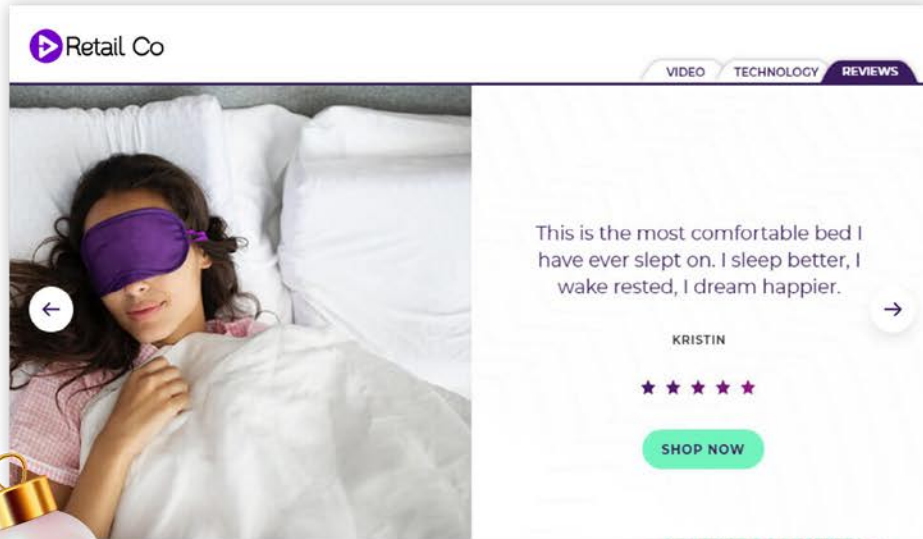 Retail Co
VIDEO
TECHNOLOGY
REVIEWS
This is the most comfortable bed I
have ever slept on. I sleep better, I
wake rested, I dream happier.
KRISTIN
SHOP NOW